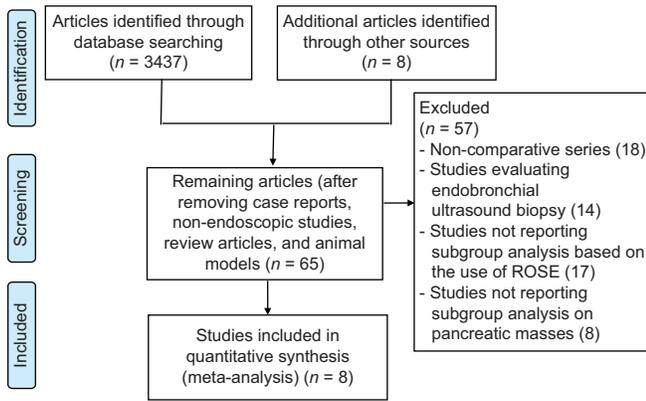 Identification
Articles identified through
database searching
(n = 3437)
Additional articles identified
through other sources
(n = 8)
Screening
Remaining articles (after
removing case reports,
non-endoscopic studies,
review articles, and animal
models (n = 65)
Excluded
(n = 57)
- Non-comparative series (18)
- Studies evaluating
endobronchial
ultrasound biopsy (14)
- Studies not reporting
subgroup analysis based on
the use of ROSE (17)
- Studies not reporting
subgroup analysis on
pancreatic masses (8)
Included
Studies included in
quantitative synthesis
(meta-analysis) (n = 8)